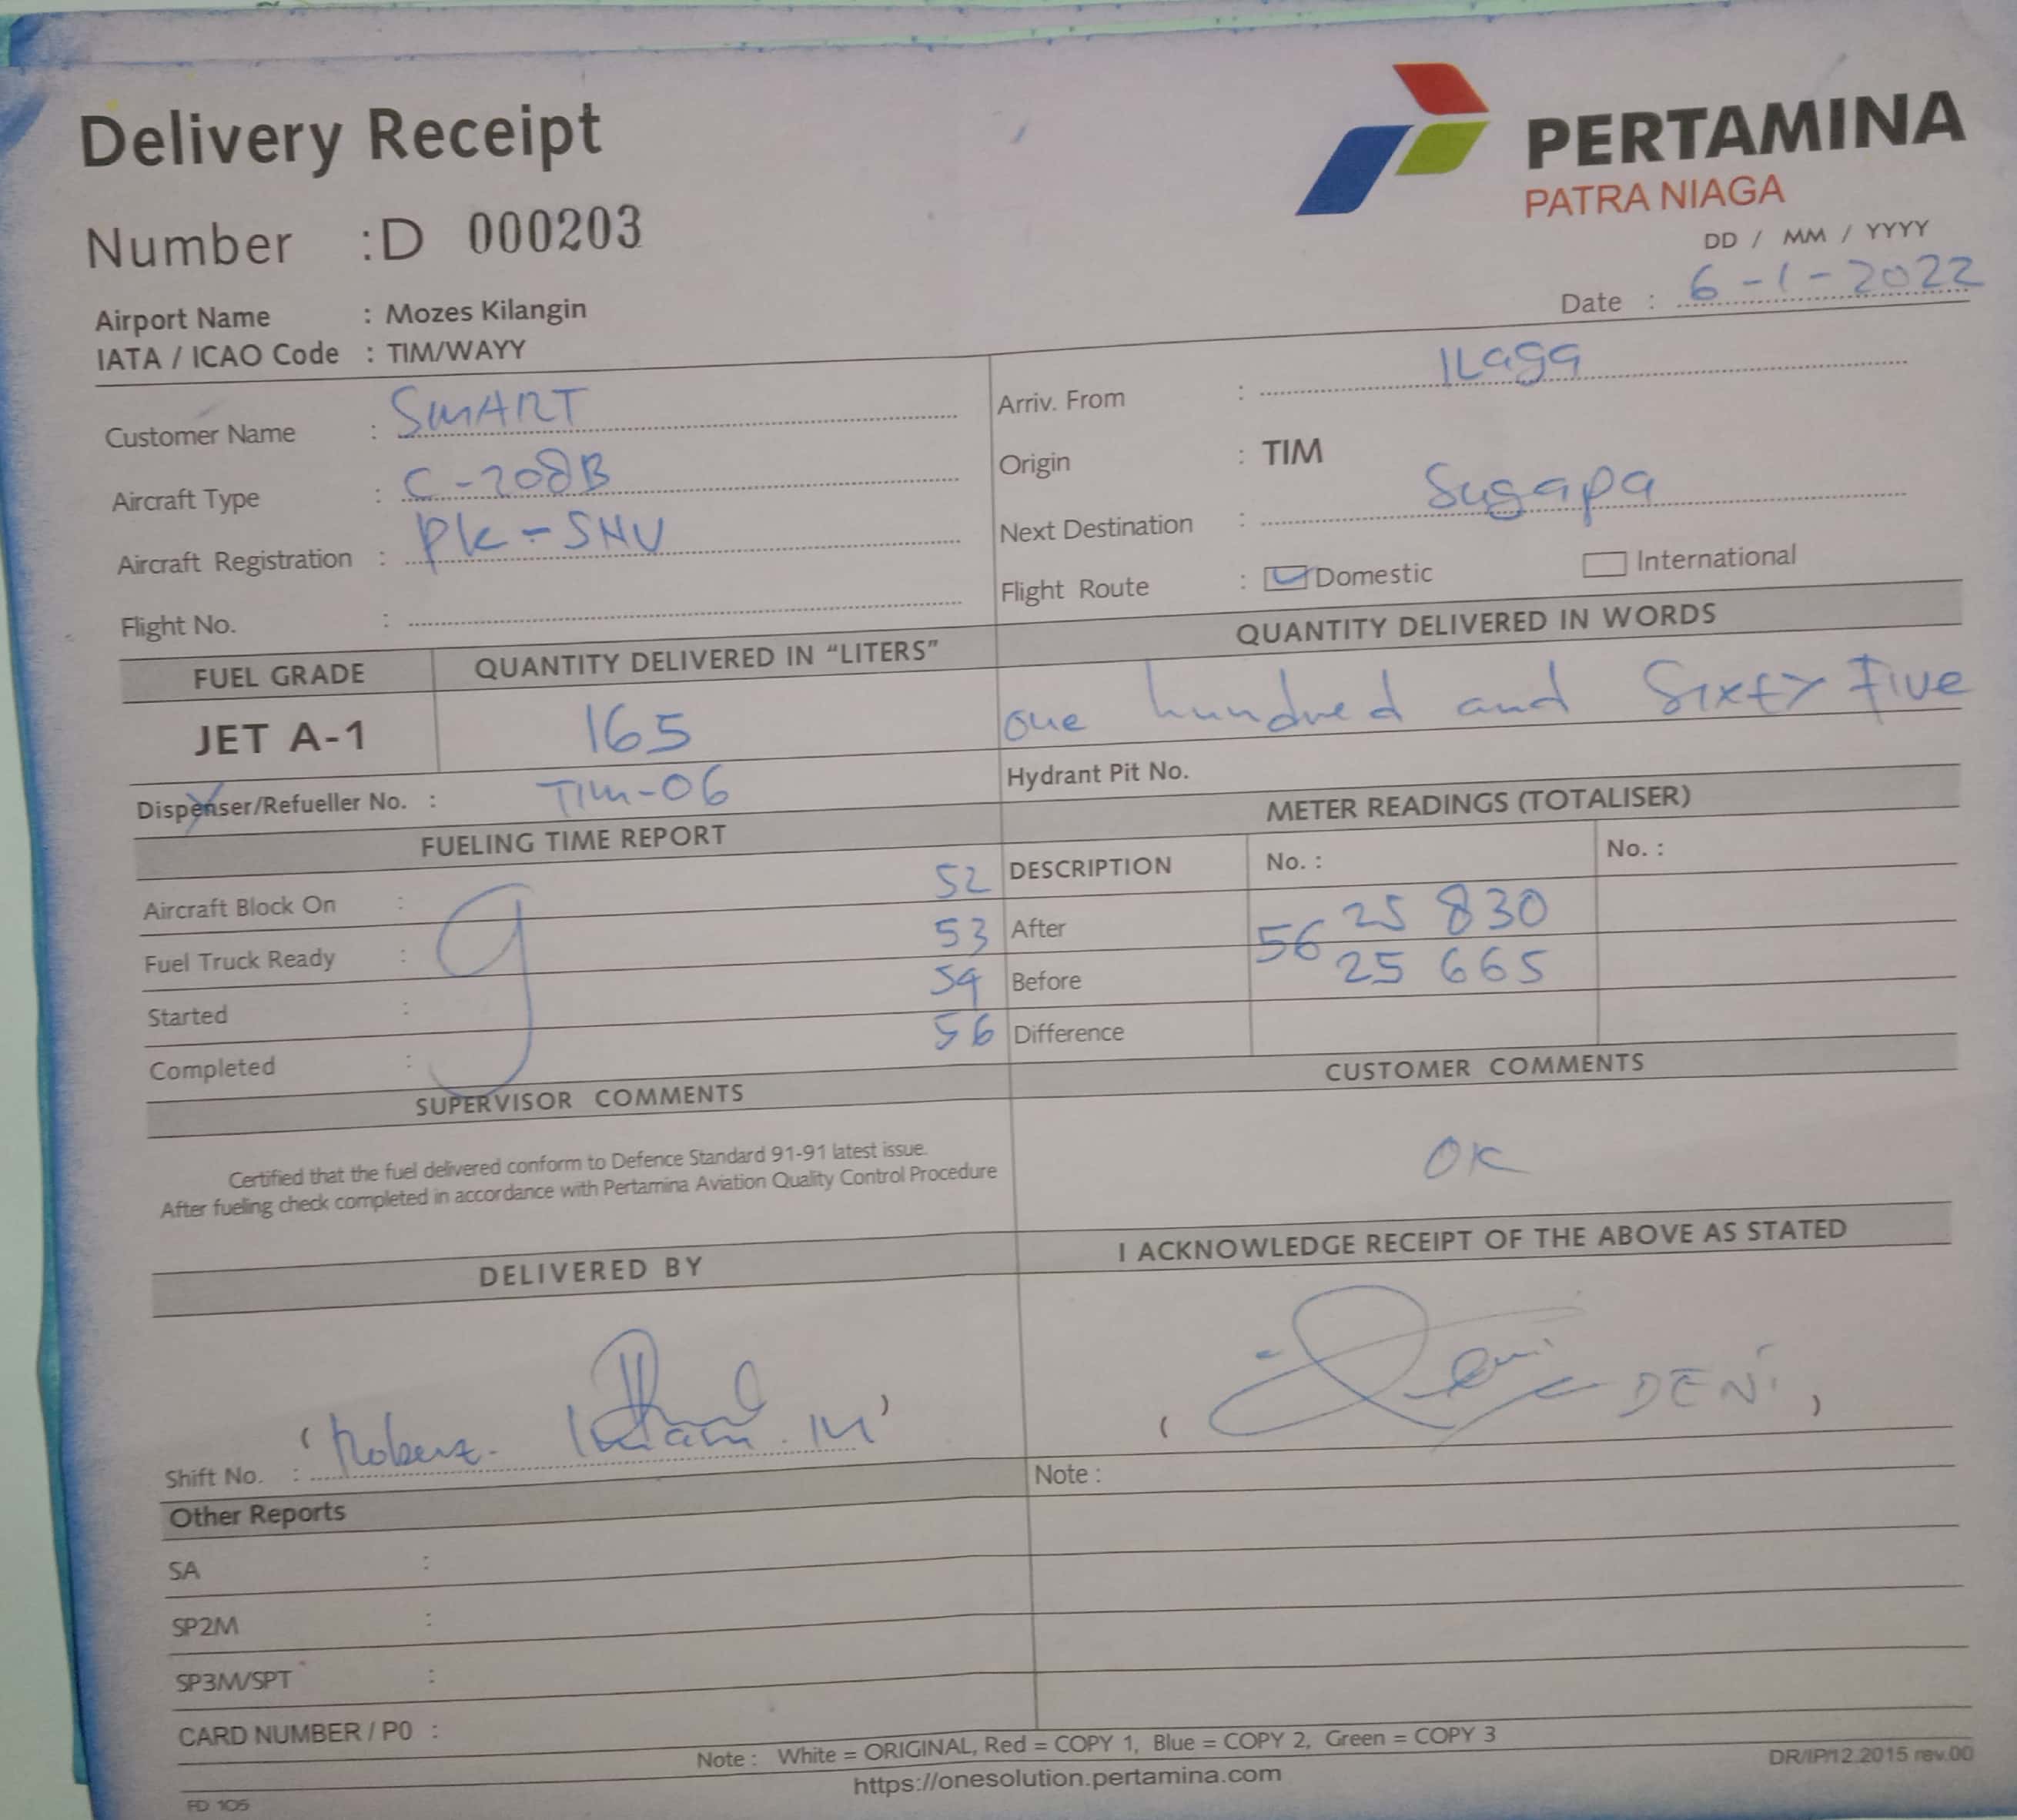 Delivery Receipt
PERTAMINA
PATRA NIAGA
Number :D 000203
DD / MM / YYYY
Date : 6-1-2022
Airport Name : Mozes Kilangin
IATA / ICAO Code : TIM/WAYY
Customer Name : SMART
Aircraft Type : C-208B
Aircraft Registration : PK-SNU
Flight No. :
Arriv. From : ILaga
Origin : TIM
Next Destination : Sugapa
Flight Route : Domestic International
FUEL GRADE QUANTITY DELIVERED IN "LITERS" QUANTITY DELIVERED IN WORDS
JET A-1 165 one hundred and Sixty Five
Dispenser/Refueller No. : TIM-06 Hydrant Pit No.
FUELING TIME REPORT METER READINGS (TOTALISER)
Aircraft Block On : 9 52
Fuel Truck Ready : 53
Started : 54
Completed : 56
DESCRIPTION No. : No. :
After 56 25 830
Before 25 665
Difference
SUPERVISOR COMMENTS CUSTOMER COMMENTS
Certified that the fuel delivered conform to Defence Standard 91-91 latest issue.
After fueling check completed in accordance with Pertamina Aviation Quality Control Procedure
OK
DELIVERED BY I ACKNOWLEDGE RECEIPT OF THE ABOVE AS STATED
( DENI )
Shift No. :
Note :
Other Reports
SA :
SP2M :
SP3M/SPT :
CARD NUMBER / P0 :
Note : White = ORIGINAL, Red = COPY 1, Blue = COPY 2, Green = COPY 3
https://onesolution.pertamina.com
DR/IP/12.2015 rev.00
FD 105